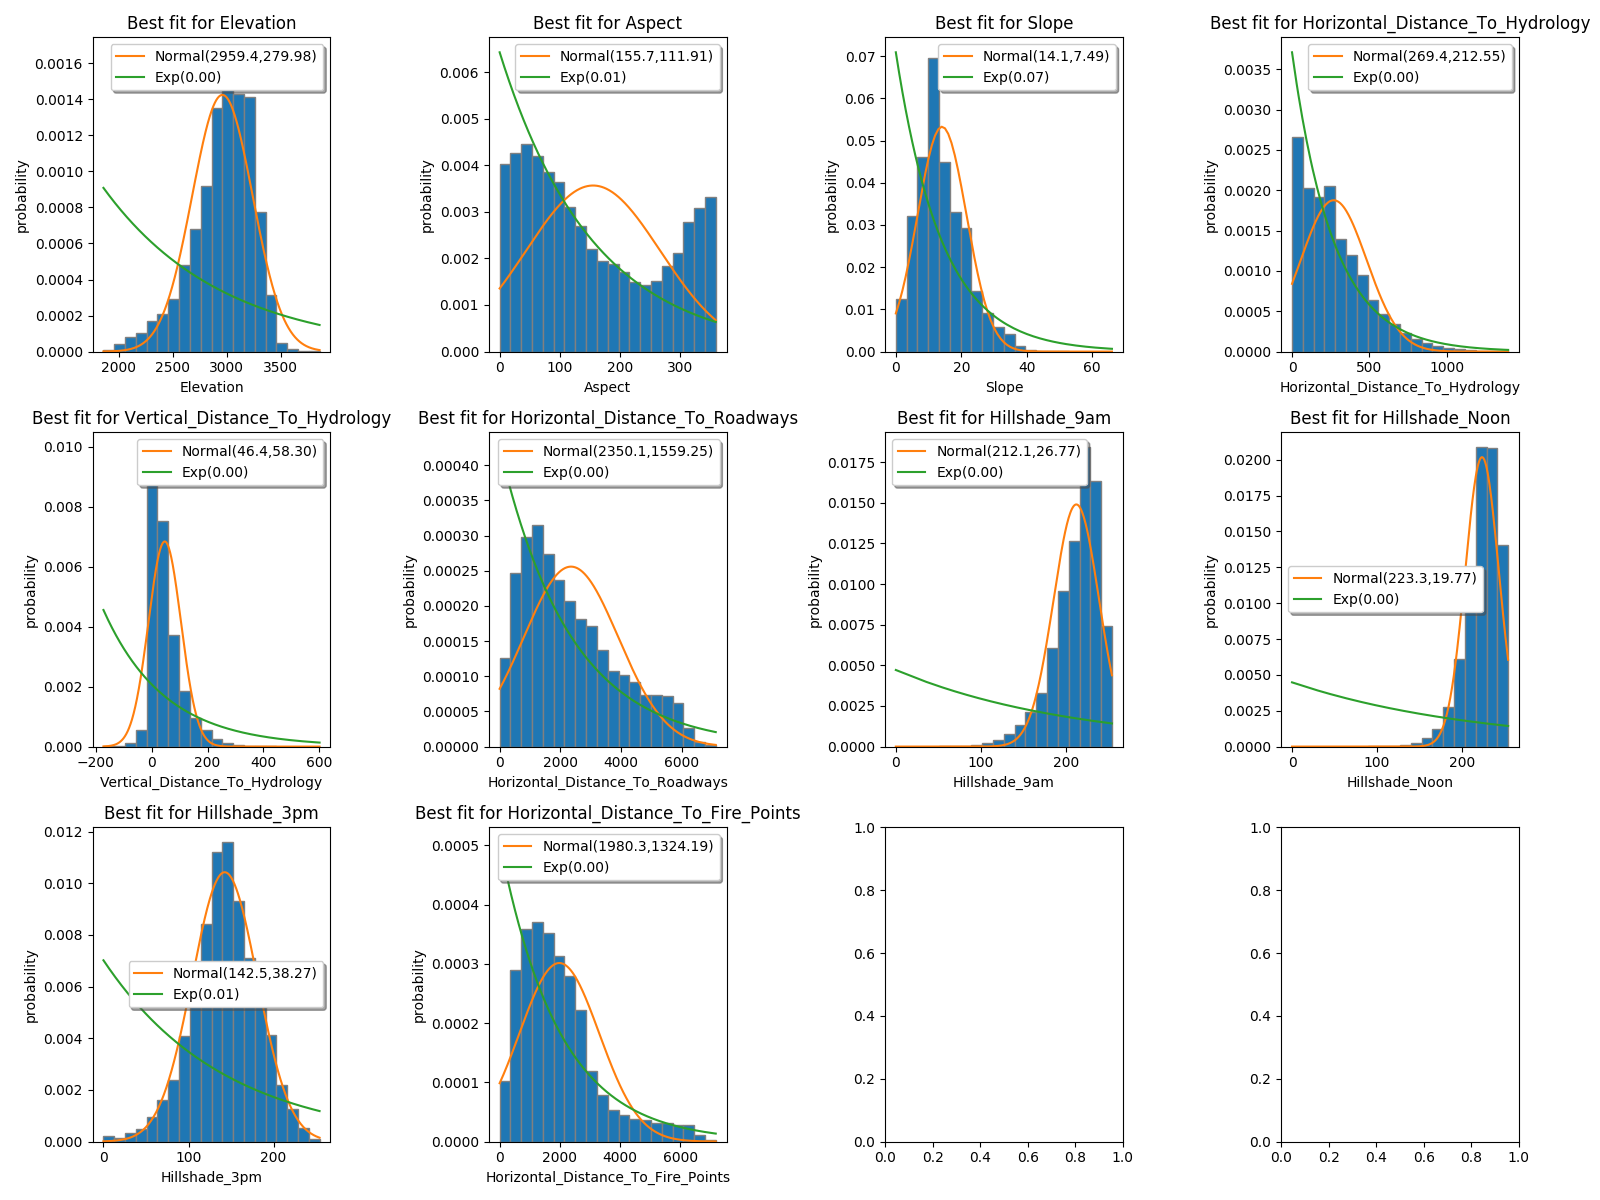 Best fit for Elevation
Normal(2959.4,279.98)
Exp(0.00)
probability
0.0016
0.0014
0.0012
0.0010
0.0008
0.0006
0.0004
0.0002
0.0000
2000 2500 3000 3500
Elevation
Best fit for Aspect
Normal(155.7,111.91)
Exp(0.01)
probability
0.006
0.005
0.004
0.003
0.002
0.001
0.000
0 100 200 300
Aspect
Best fit for Slope
Normal(14.1,7.49)
Exp(0.07)
probability
0.07
0.06
0.05
0.04
0.03
0.02
0.01
0.00
0 20 40 60
Slope
Best fit for Horizontal_Distance_To_Hydrology
Normal(269.4,212.55)
Exp(0.00)
probability
0.0035
0.0030
0.0025
0.0020
0.0015
0.0010
0.0005
0.0000
0 500 1000
Horizontal_Distance_To_Hydrology
Best fit for Vertical_Distance_To_Hydrology
Normal(46.4,58.30)
Exp(0.00)
probability
0.010
0.008
0.006
0.004
0.002
0.000
−200 0 200 400 600
Vertical_Distance_To_Hydrology
Best fit for Horizontal_Distance_To_Roadways
Normal(2350.1,1559.25)
Exp(0.00)
probability
0.00040
0.00035
0.00030
0.00025
0.00020
0.00015
0.00010
0.00005
0.00000
0 2000 4000 6000
Horizontal_Distance_To_Roadways
Best fit for Hillshade_9am
Normal(212.1,26.77)
Exp(0.00)
probability
0.0175
0.0150
0.0125
0.0100
0.0075
0.0050
0.0025
0.0000
0 100 200
Hillshade_9am
Best fit for Hillshade_Noon
Normal(223.3,19.77)
Exp(0.00)
probability
0.0200
0.0175
0.0150
0.0125
0.0100
0.0075
0.0050
0.0025
0.0000
0 100 200
Hillshade_Noon
Best fit for Hillshade_3pm
Normal(142.5,38.27)
Exp(0.01)
probability
0.012
0.010
0.008
0.006
0.004
0.002
0.000
0 100 200
Hillshade_3pm
Best fit for Horizontal_Distance_To_Fire_Points
Normal(1980.3,1324.19)
Exp(0.00)
probability
0.0005
0.0004
0.0003
0.0002
0.0001
0.0000
0 2000 4000 6000
Horizontal_Distance_To_Fire_Points
1.0
0.8
0.6
0.4
0.2
0.0
0.0 0.2 0.4 0.6 0.8 1.0
1.0
0.8
0.6
0.4
0.2
0.0
0.0 0.2 0.4 0.6 0.8 1.0